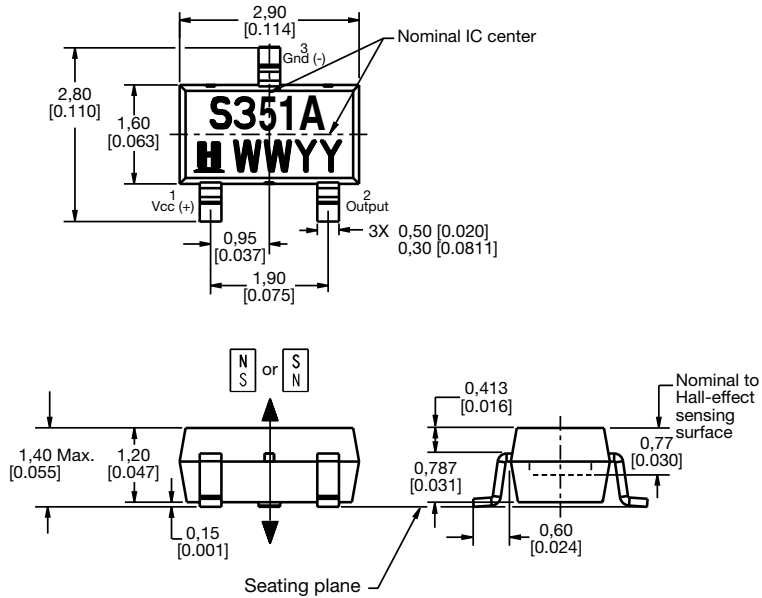 2,90
[0.114]
Nominal IC center
3
Gnd (-)
2,80
[0.110]
1,60
[0.063]
S351A
H WWYY
1
Vcc (+)
2
Output
3X 0,50 [0.020]
0,30 [0.0811]
0,95
[0.037]
1,90
[0.075]
N
S
or
S
N
1,40 Max.
[0.055]
1,20
[0.047]
0,15
[0.001]
0,413
[0.016]
0,787
[0.031]
Nominal to
Hall-effect
sensing
surface
0,77
[0.030]
0,60
[0.024]
Seating plane